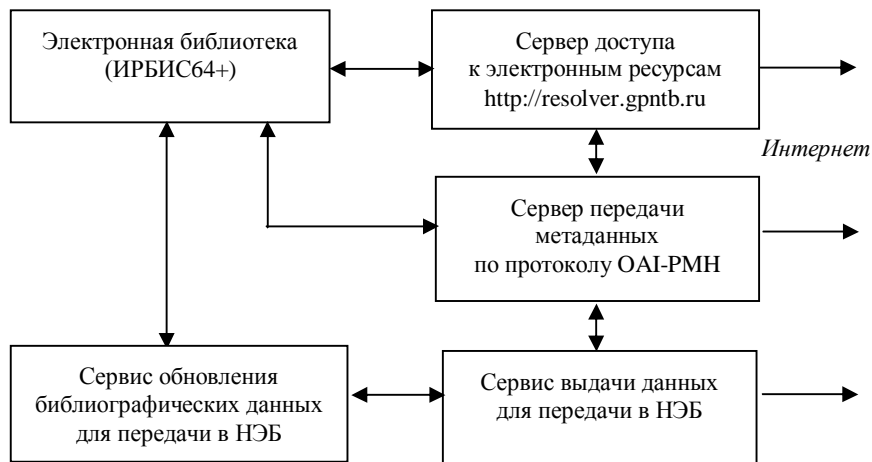 Электронная библиотека
(ИРБИС64+)
Сервер доступа
к электронным ресурсам
http://resolver.gpntb.ru
Интернет
Сервер передачи
метаданных
по протоколу OAI-PMH
Сервис обновления
библиографических данных
для передачи в НЭБ
Сервис выдачи данных
для передачи в НЭБ